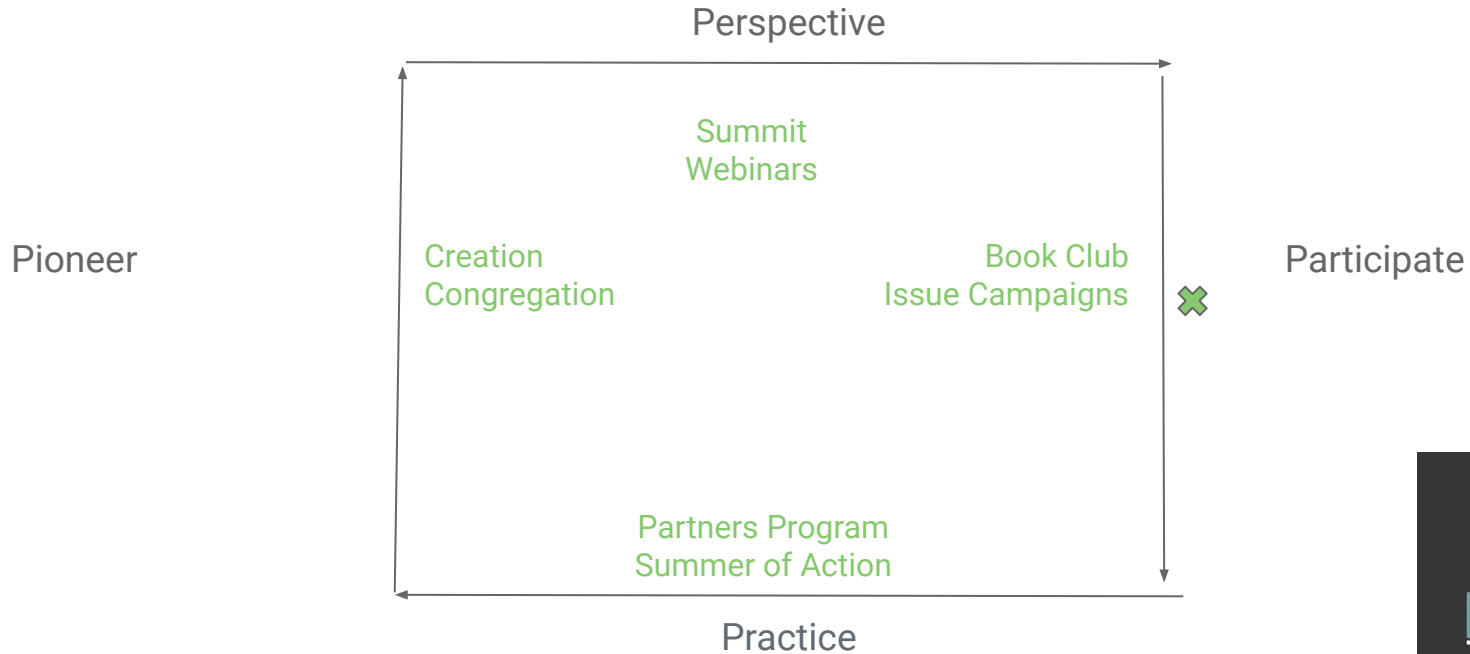 Perspective
Summit
Webinars
Pioneer
Creation
Congregation
Book Club
Issue Campaigns
Participate
Partners Program
Summer of Action
Practice